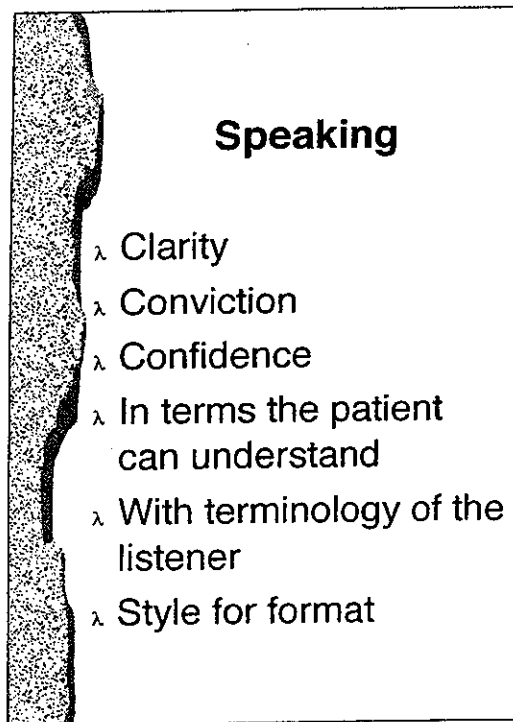 Speaking
λ Clarity
λ Conviction
λ Confidence
λ In terms the patient
can understand
λ With terminology of the
listener
λ Style for format